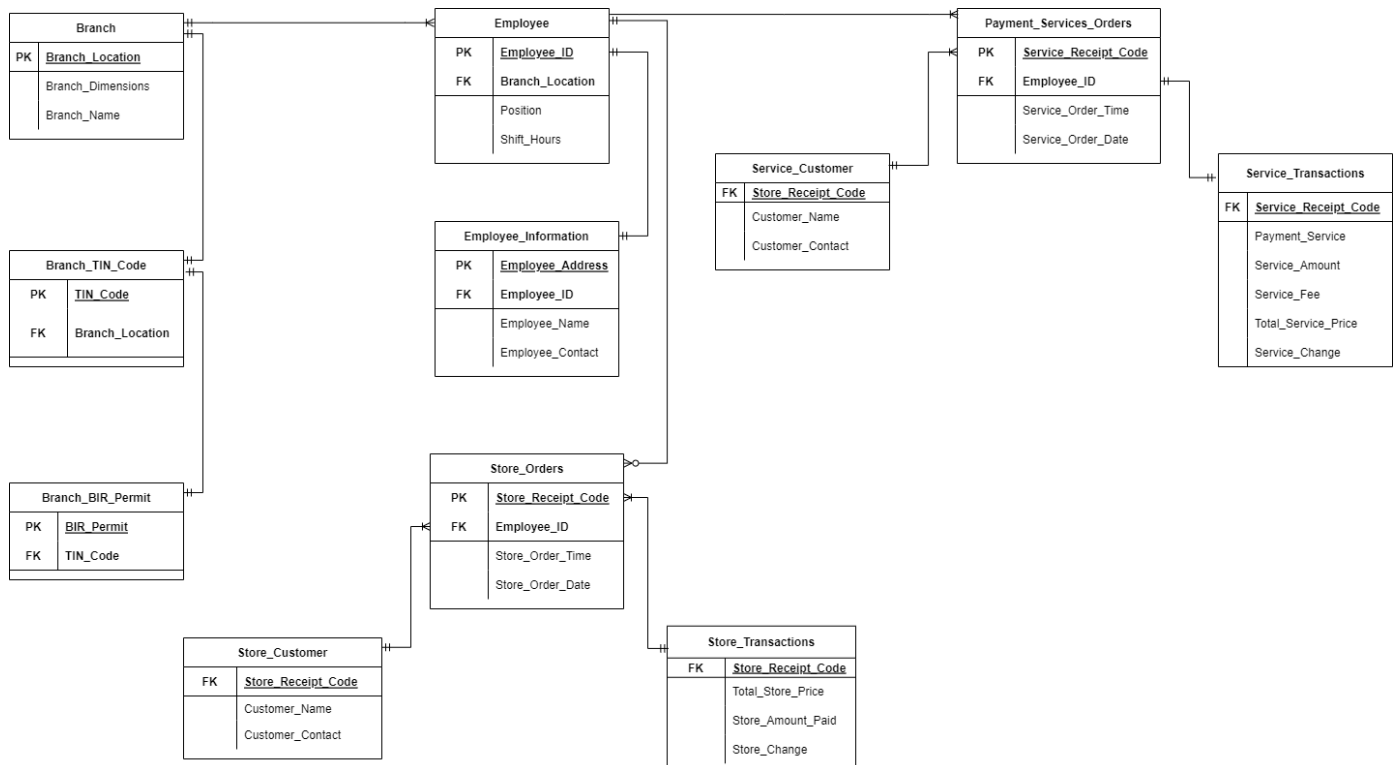 Branch
PK Branch_Location
Branch_Dimensions
Branch_Name
Employee
PK Employee_ID
FK Branch_Location
Position
Shift_Hours
Payment_Services_Orders
PK Service_Receipt_Code
FK Employee_ID
Service_Order_Time
Service_Order_Date
Service_Customer
FK Store_Receipt_Code
Customer_Name
Customer_Contact
Service_Transactions
FK Service_Receipt_Code
Payment_Service
Service_Amount
Service_Fee
Total_Service_Price
Service_Change
Branch_TIN_Code
PK TIN_Code
FK Branch_Location
Employee_Information
PK Employee_Address
FK Employee_ID
Employee_Name
Employee_Contact
Branch_BIR_Permit
PK BIR_Permit
FK TIN_Code
Store_Orders
PK Store_Receipt_Code
FK Employee_ID
Store_Order_Time
Store_Order_Date
Store_Customer
FK Store_Receipt_Code
Customer_Name
Customer_Contact
Store_Transactions
FK Store_Receipt_Code
Total_Store_Price
Store_Amount_Paid
Store_Change